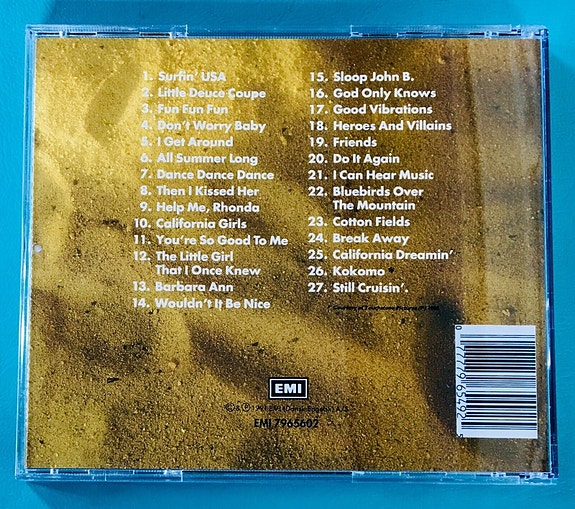 1. Surfin' USA
2. Little Deuce Coupe
3. Fun Fun Fun
4. Don't Worry Baby
5. I Get Around
6. All Summer Long
7. Dance Dance Dance
8. Then I Kissed Her
9. Help Me, Rhonda
10. California Girls
11. You're So Good To Me
12. The Little Girl
That I Once Knew
13. Barbara Ann
14. Wouldn't It Be Nice
15. Sloop John B.
16. God Only Knows
17. Good Vibrations
18. Heroes And Villains
19. Friends
20. Do It Again
21. I Can Hear Music
22. Bluebirds Over
The Mountain
23. Cotton Fields
24. Break Away
25. California Dreamin'
26. Kokomo
27. Still Cruisin'.
EMI
EMI 7965602
0 77779 65492